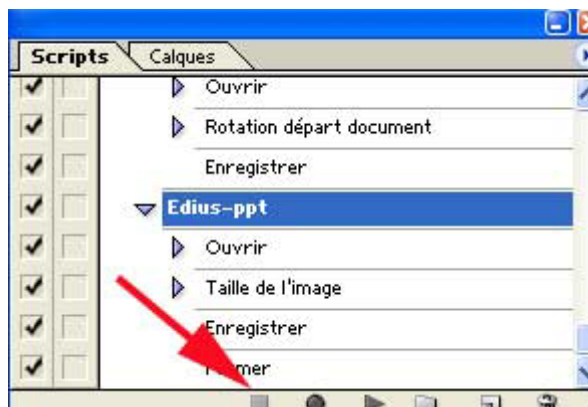 Scripts Calques
Ouvrir
Rotation départ document
Enregistrer
Edius-ppt
Ouvrir
Taille de l'image
Enregistrer